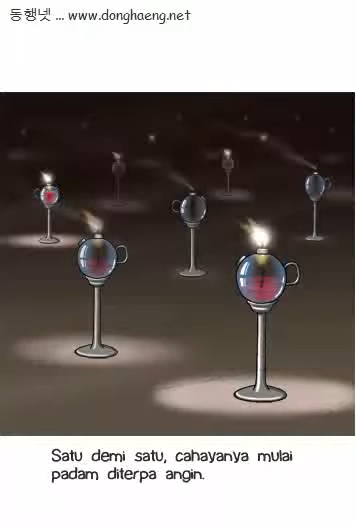 동행넷 ... www.donghaeng.net
Satu demi satu, cahayanya mulai
padam diterpa angin.